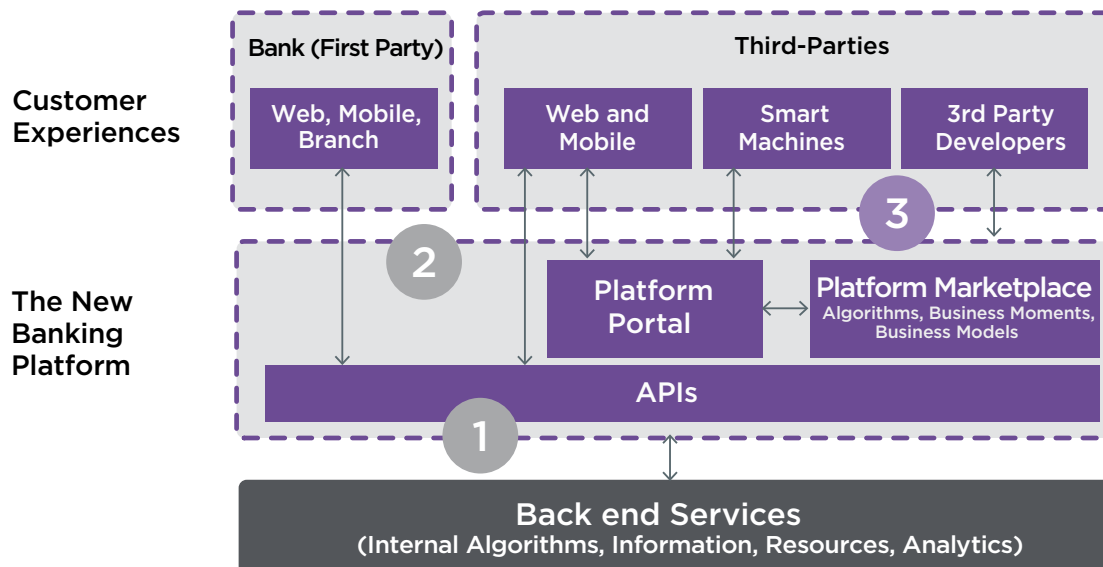 Customer
Experiences
Bank (First Party)
Web, Mobile,
Branch
Third-Parties
Web and
Mobile
Smart
Machines
3rd Party
Developers
3
2
The New
Banking
Platform
Platform
Portal
Platform Marketplace
Algorithms, Business Moments,
Business Models
APIs
1
Back end Services
(Internal Algorithms, Information, Resources, Analytics)